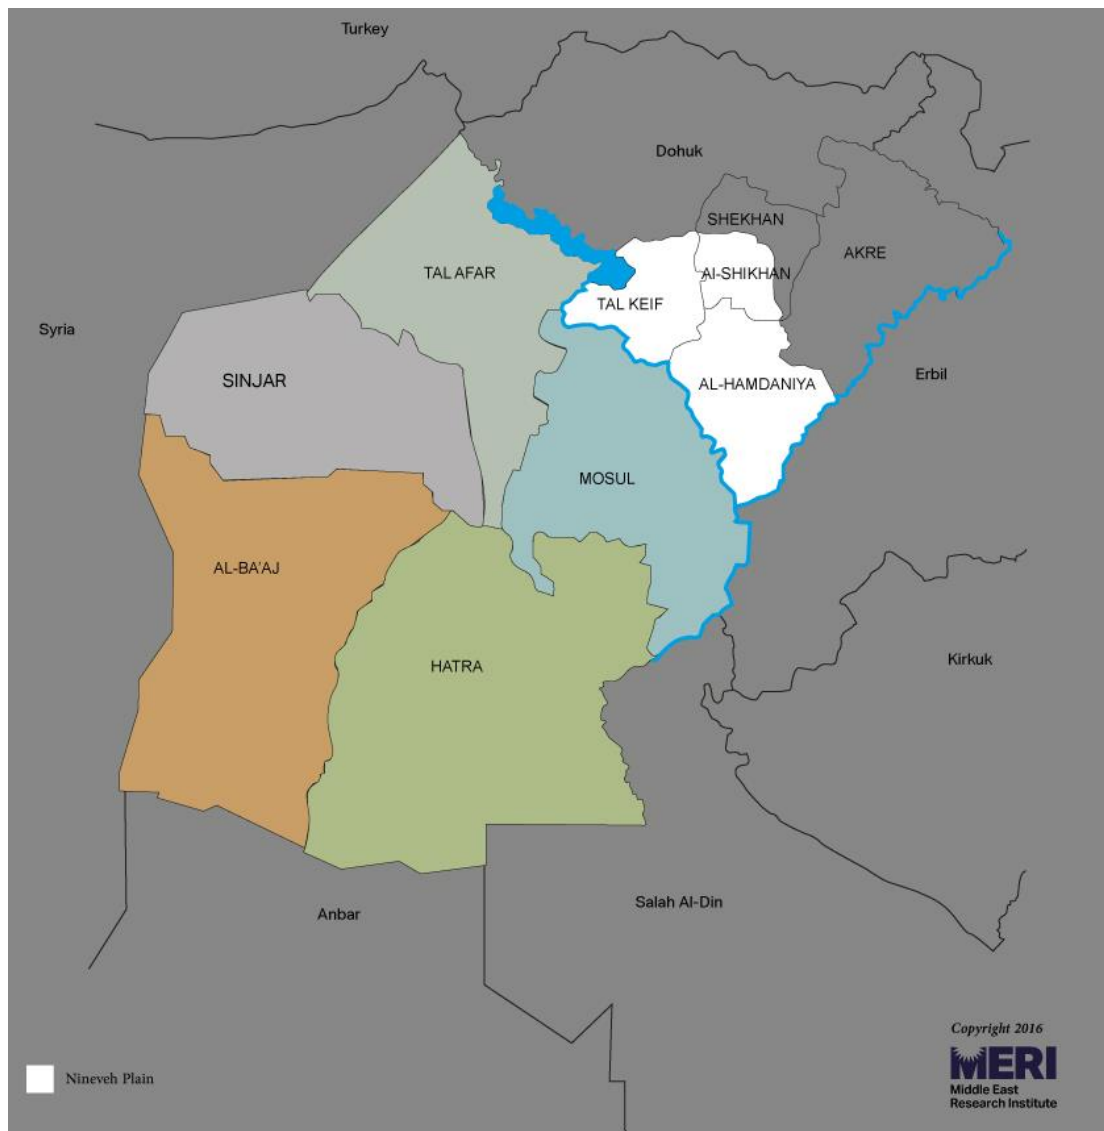 Turkey
Dohuk
SHEKHAN
AKRE
TAL AFAR
Al-SHIKHAN
TAL KEIF
Syria
SINJAR
AL-HAMDANIYA
Erbil
MOSUL
AL-BA'AJ
HATRA
Kirkuk
Anbar
Salah Al-Din
Nineveh Plain
Copyright 2016
MERI
Middle East
Research Institute